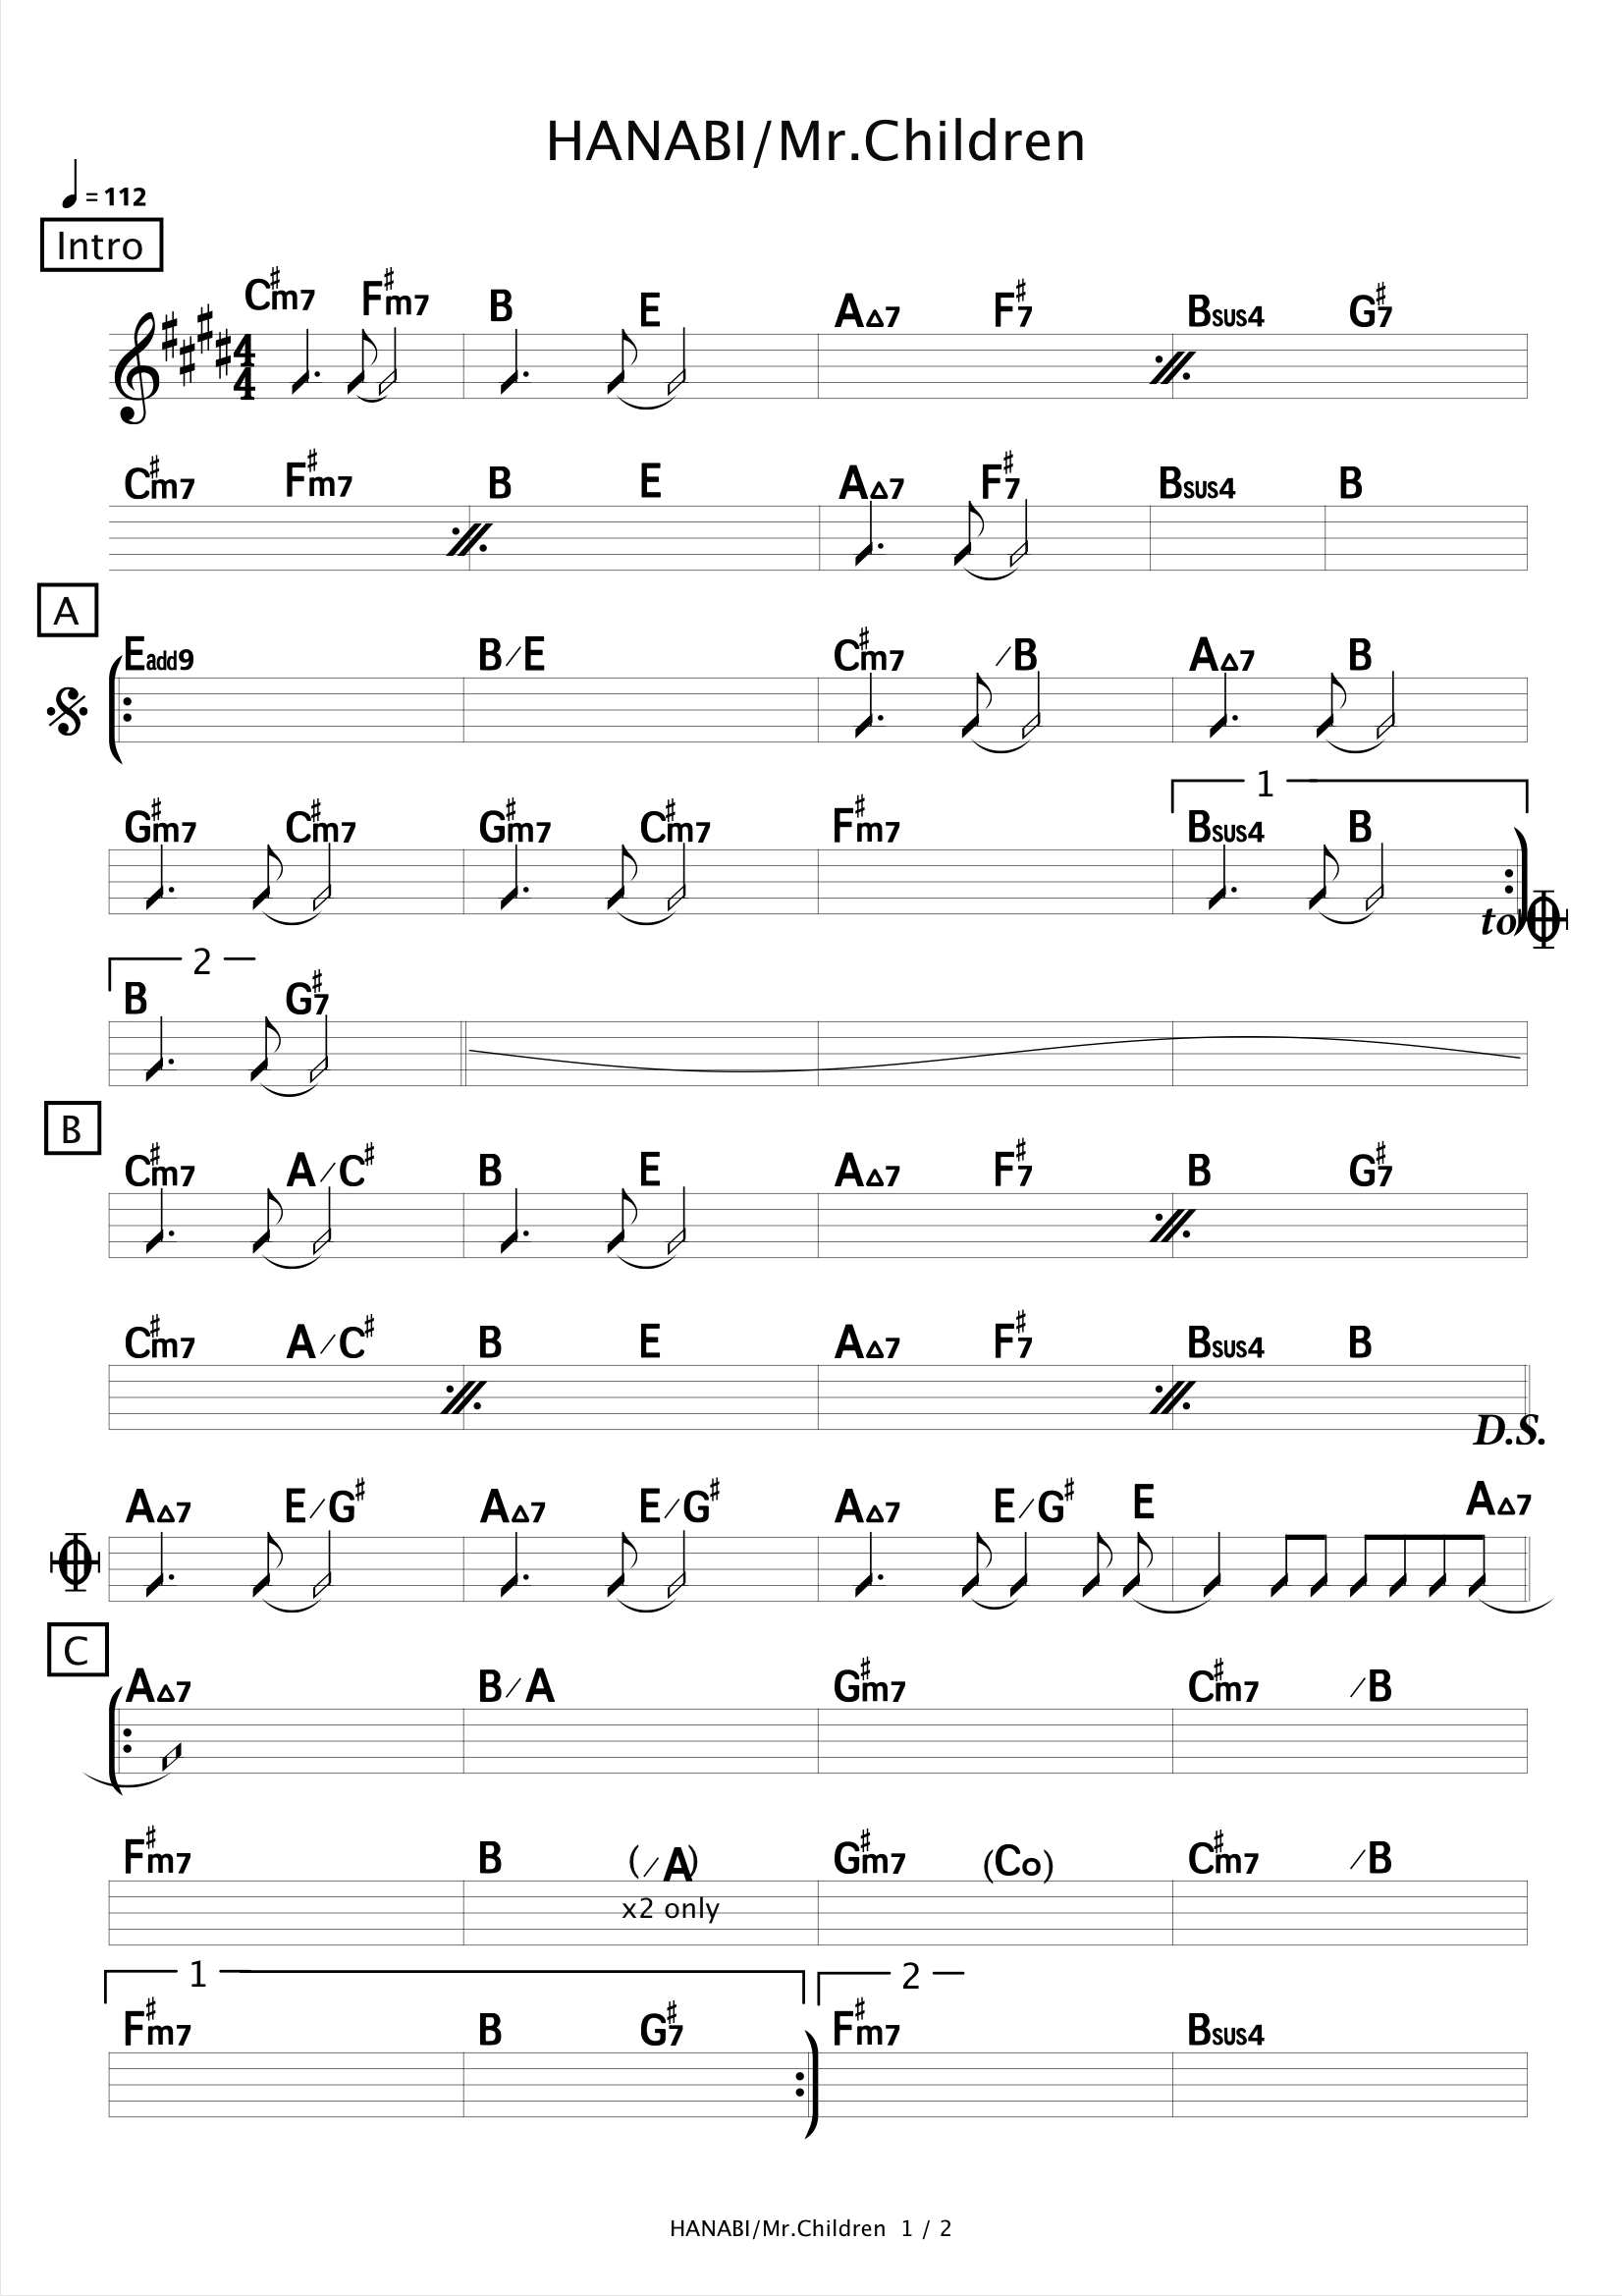 HANABI/Mr.Children
♩ = 112
Intro
C♯m7 F♯m7 B E A△7 F♯7 Bsus4 G♯7
4
4
C♯m7 F♯m7 B E A△7 F♯7 Bsus4 B
A
Eadd9 B/E C♯m7 /B A△7 B
1
G♯m7 C♯m7 G♯m7 C♯m7 F♯m7 Bsus4 B
to
2
B G♯7
B
C♯m7 A/C♯ B E A△7 F♯7 B G♯7
C♯m7 A/C♯ B E A△7 F♯7 Bsus4 B
D.S.
A△7 E/G♯ A△7 E/G♯ A△7 E/G♯ E A△7
C
A△7 B/A G♯m7 C♯m7 /B
F♯m7 B (/A) G♯m7 (Co) C♯m7 /B
x2 only
1 2
F♯m7 B G♯7 F♯m7 Bsus4
HANABI/Mr.Children 1 / 2